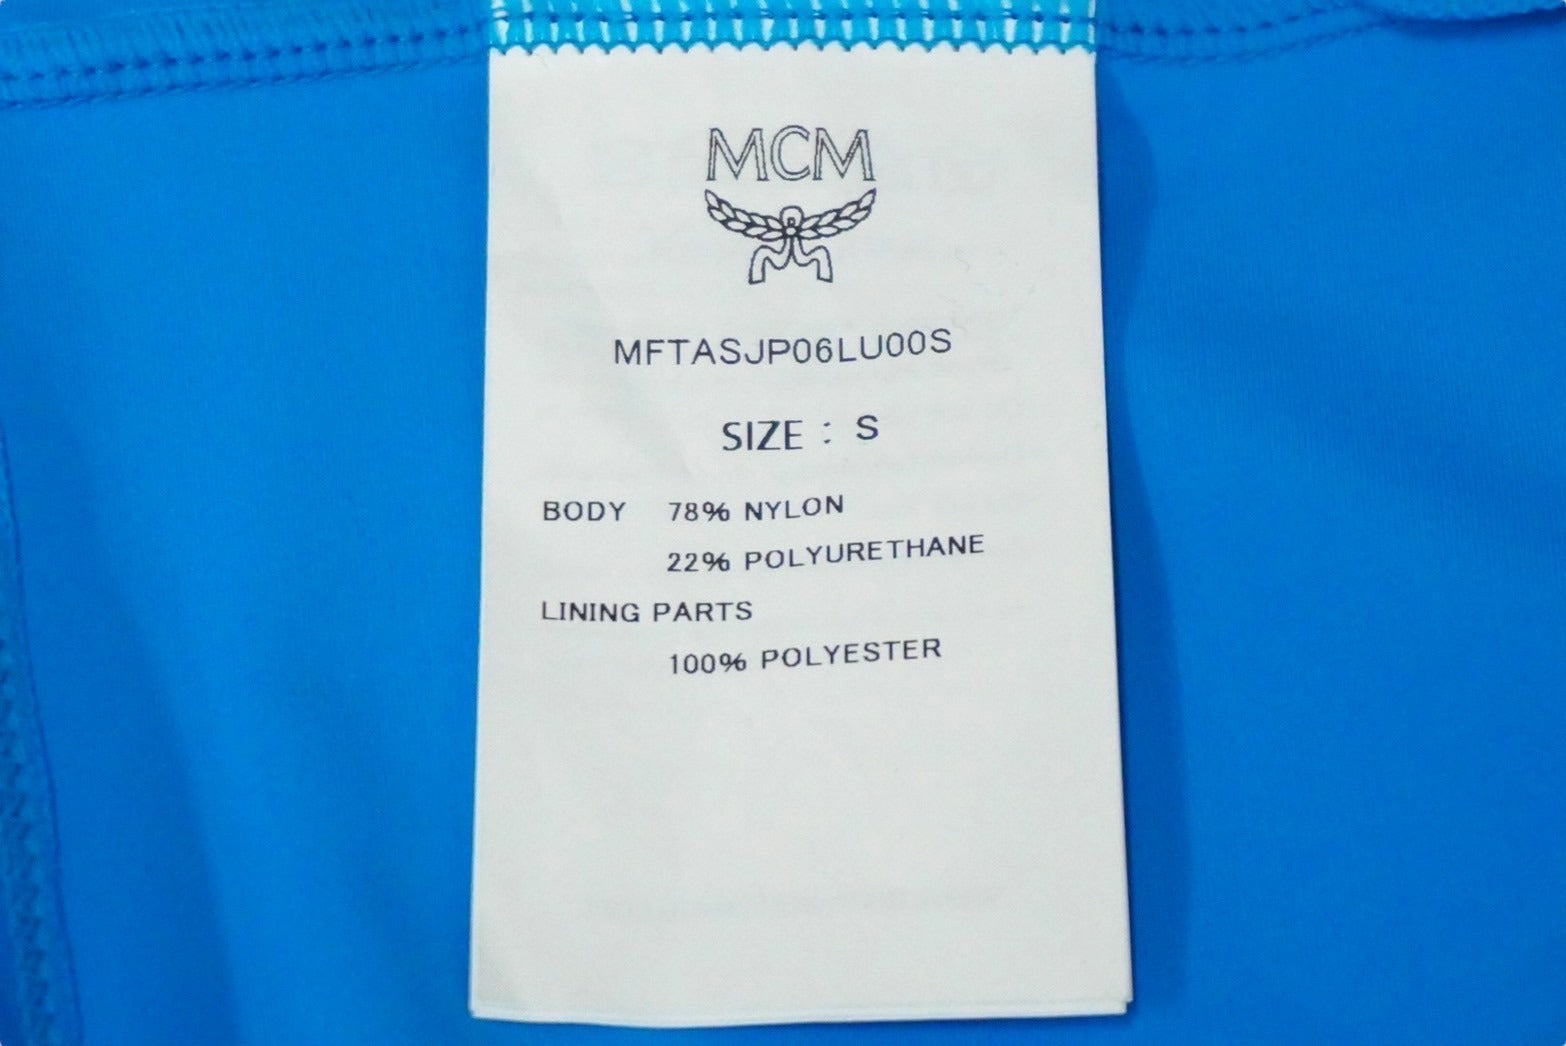 MCM
MFTASJP06LU00S
SIZE : S
BODY 78% NYLON
22% POLYURETHANE
LINING PARTS
100% POLYESTER